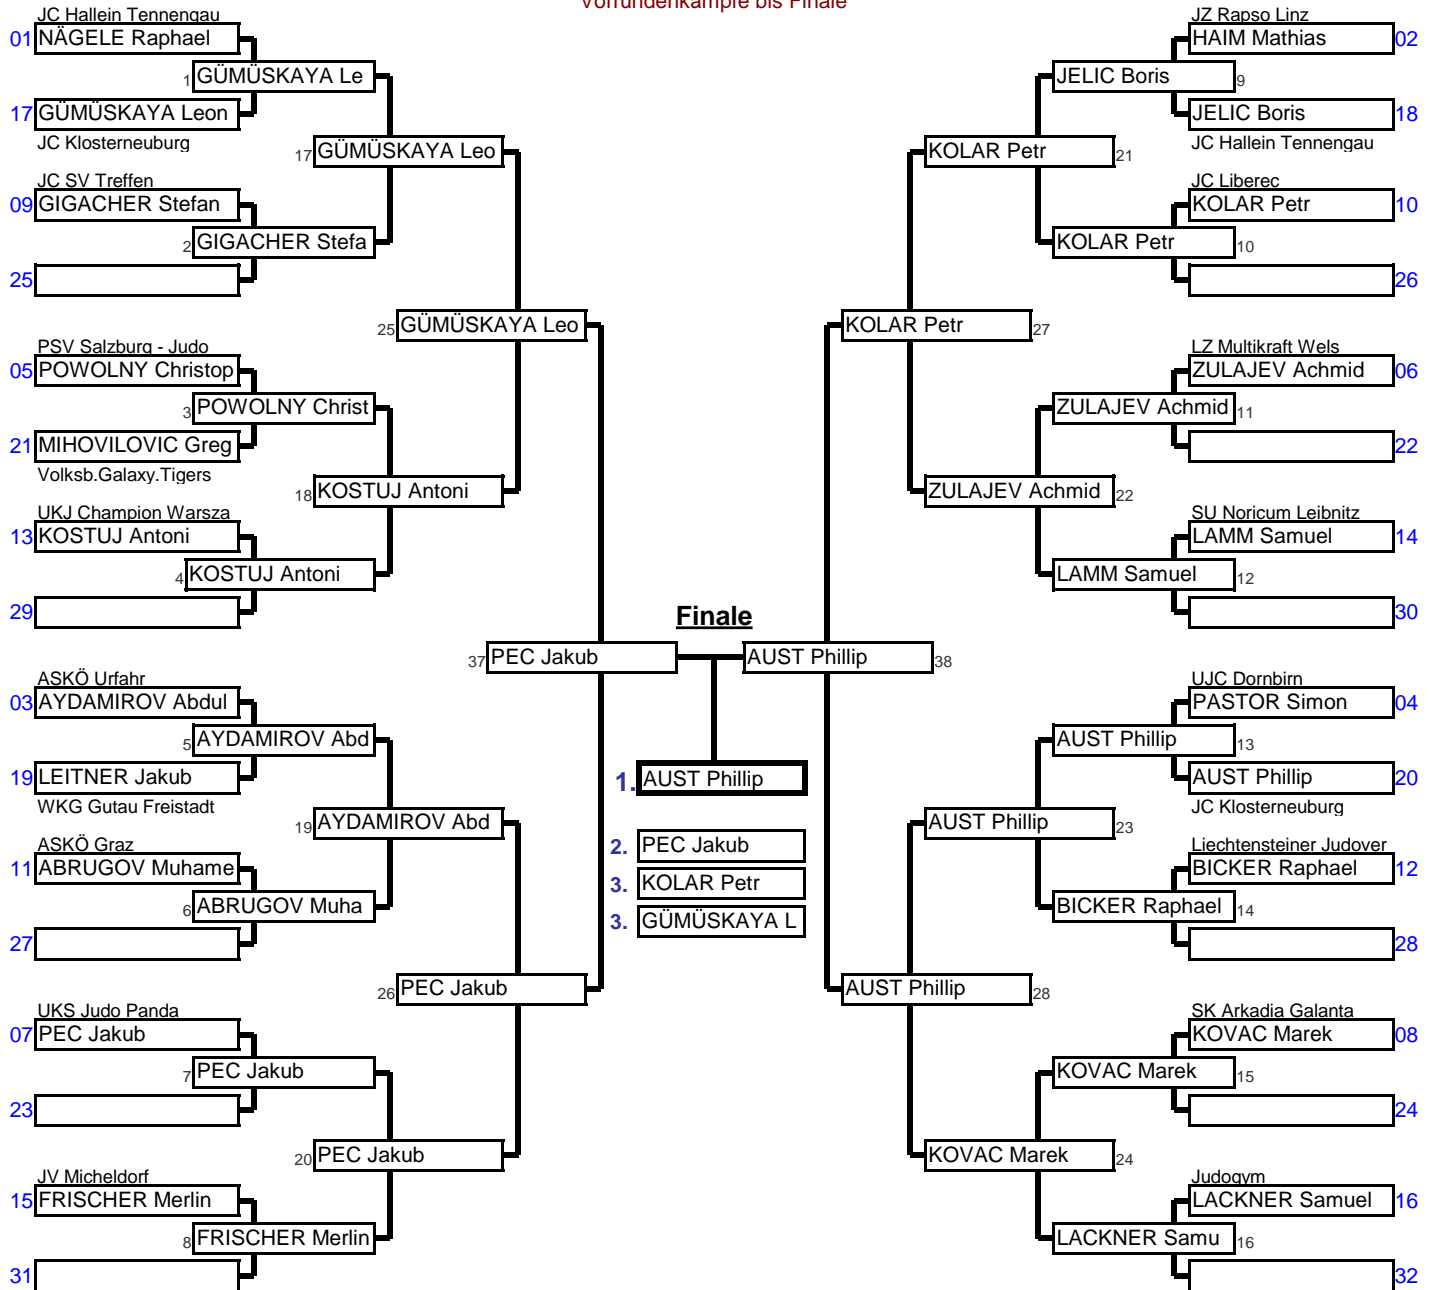 Vorrundenkämpfe bis Finale
JC Hallein Tennengau
01 NÄGELE Raphael
1 GÜMÜSKAYA Le
17 GÜMÜSKAYA Leon
JC Klosterneuburg
17 GÜMÜSKAYA Leo
JC SV Treffen
09 GIGACHER Stefan
2 GIGACHER Stefa
25
25 GÜMÜSKAYA Leo
PSV Salzburg - Judo
05 POWOLNY Christop
3 POWOLNY Christ
21 MIHOVILOVIC Greg
Volksb.Galaxy.Tigers
18 KOSTUJ Antoni
UKJ Champion Warsza
13 KOSTUJ Antoni
4 KOSTUJ Antoni
29
37 PEC Jakub
ASKÖ Urfahr
03 AYDAMIROV Abdul
5 AYDAMIROV Abd
19 LEITNER Jakub
WKG Gutau Freistadt
19 AYDAMIROV Abd
ASKÖ Graz
11 ABRUGOV Muhame
6 ABRUGOV Muha
27
26 PEC Jakub
UKS Judo Panda
07 PEC Jakub
7 PEC Jakub
23
20 PEC Jakub
JV Micheldorf
15 FRISCHER Merlin
8 FRISCHER Merlin
31
Finale
1. AUST Phillip
2. PEC Jakub
3. KOLAR Petr
3. GÜMÜSKAYA L
JZ Rapso Linz
HAIM Mathias 02
JELIC Boris 9
JELIC Boris 18
JC Hallein Tennengau
KOLAR Petr 21
JC Liberec
KOLAR Petr 10
KOLAR Petr 10
26
KOLAR Petr 27
LZ Multikraft Wels
ZULAJEV Achmid 06
ZULAJEV Achmid 11
22
ZULAJEV Achmid 22
SU Noricum Leibnitz
LAMM Samuel 14
LAMM Samuel 12
30
AUST Phillip 38
UJC Dornbirn
PASTOR Simon 04
AUST Phillip 13
AUST Phillip 20
JC Klosterneuburg
AUST Phillip 23
Liechtensteiner Judover
BICKER Raphael 12
BICKER Raphael 14
28
AUST Phillip 28
SK Arkadia Galanta
KOVAC Marek 08
KOVAC Marek 15
24
KOVAC Marek 24
Judogym
LACKNER Samuel 16
LACKNER Samu 16
32